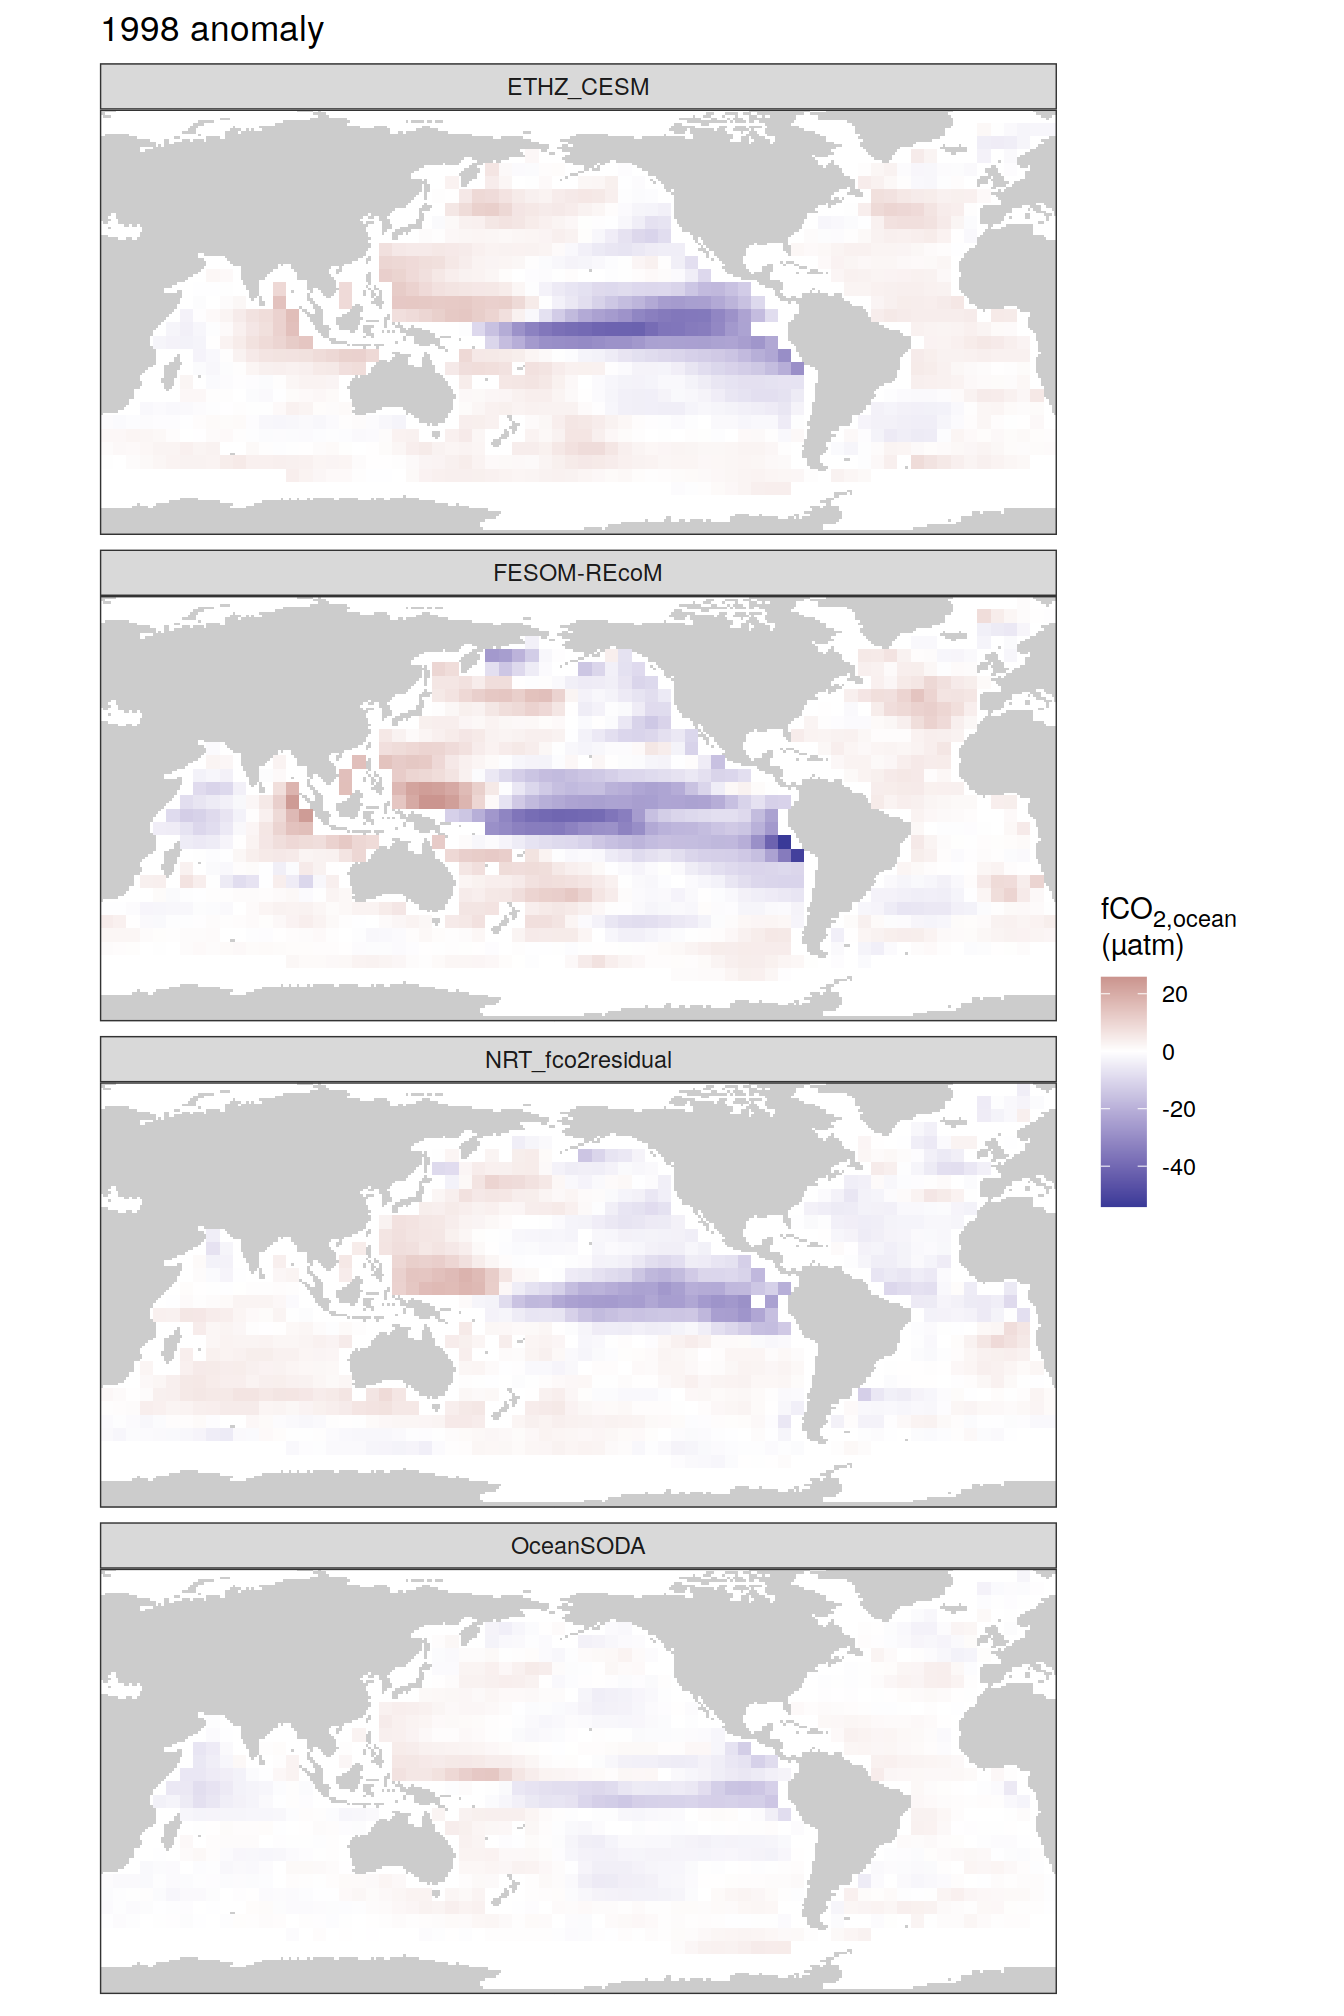 1998 anomaly
ETHZ_CESM
FESOM-REcoM
NRT_fco2residual
OceanSODA
fCO2,ocean
(µatm)
20
0
-20
-40